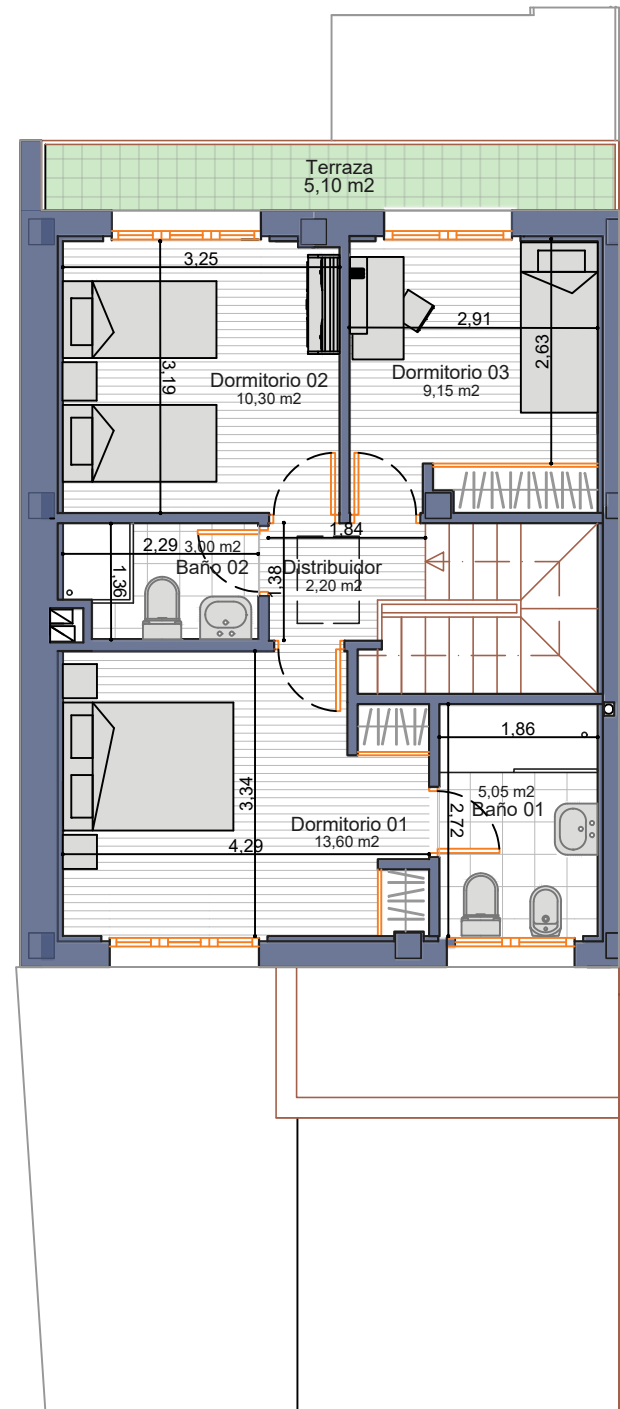 Terraza
5,10 m2
3,25
2,91
3,19
2,63
Dormitorio 02
10,30 m2
Dormitorio 03
9,15 m2
1,84
2,29
3,00 m2
Baño 02
1,36
1,38
Distribuidor
2,20 m2
1,86
3,34
5,05 m2
Baño 01
2,72
Dormitorio 01
13,60 m2
4,29